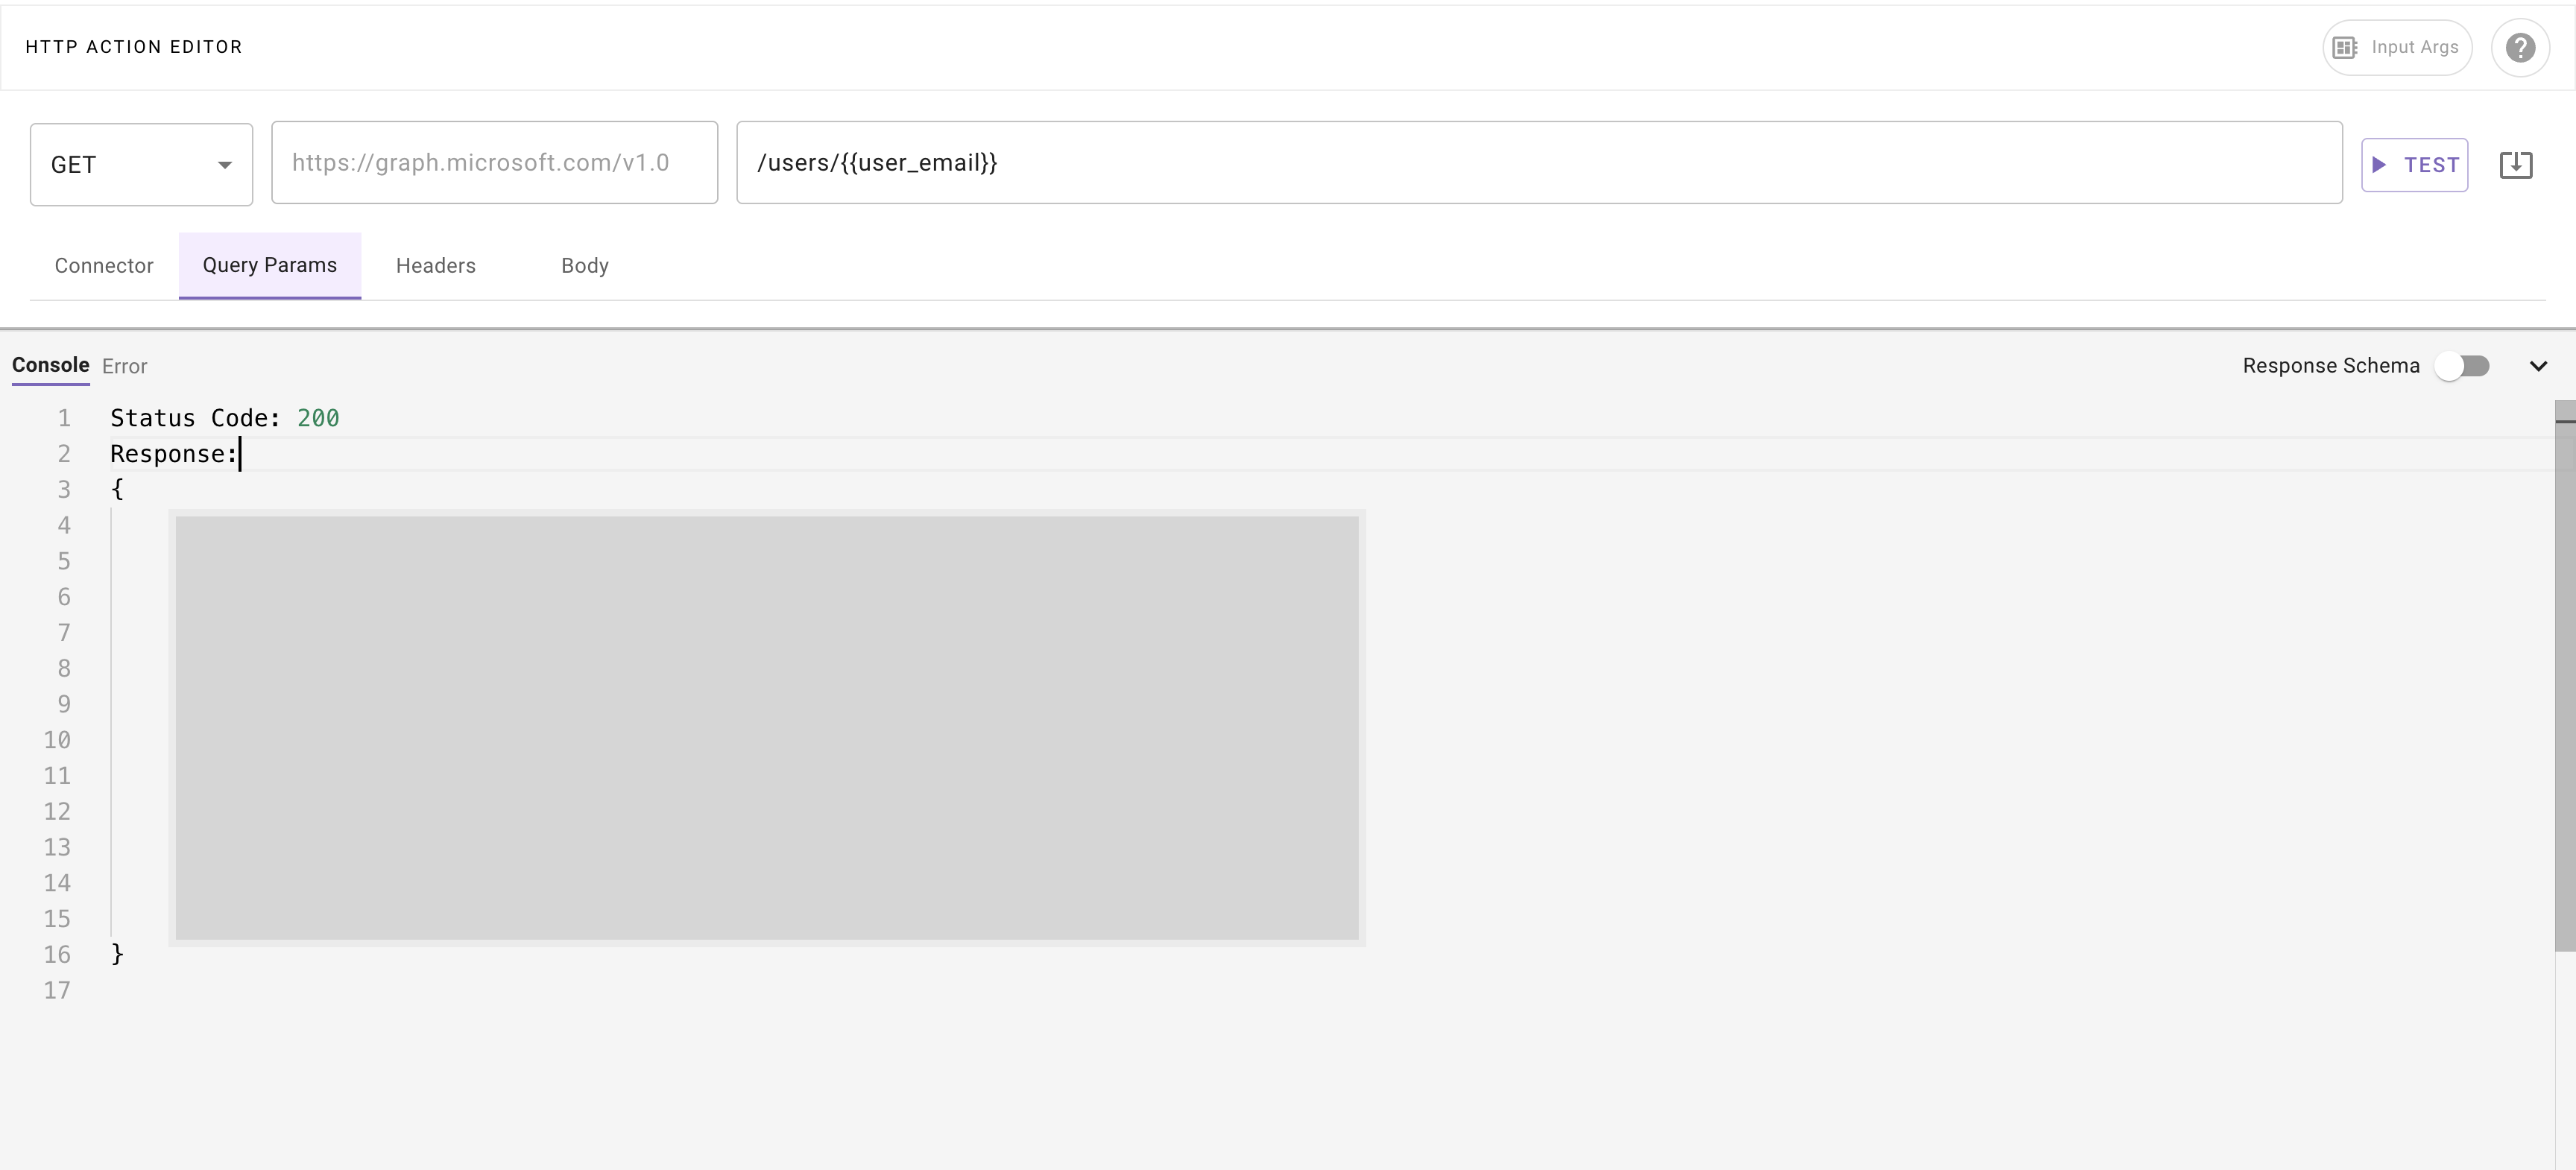 HTTP ACTION EDITOR
Input Args
GET
https://graph.microsoft.com/v1.0
/users/{{user_email}}
TEST
Connector
Query Params
Headers
Body
Console
Error
Response Schema
1 Status Code: 200
2 Response:
3 {
4
5
6
7
8
9
10
11
12
13
14
15
16 }
17